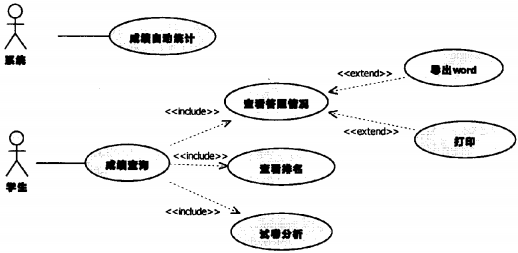 系统
成绩自动统计
<<extend>>
导出word
查看答题情况
<<include>>
<<extend>>
打印
学生
成绩查询
<<include>>
查看排名
<<include>>
试卷分析